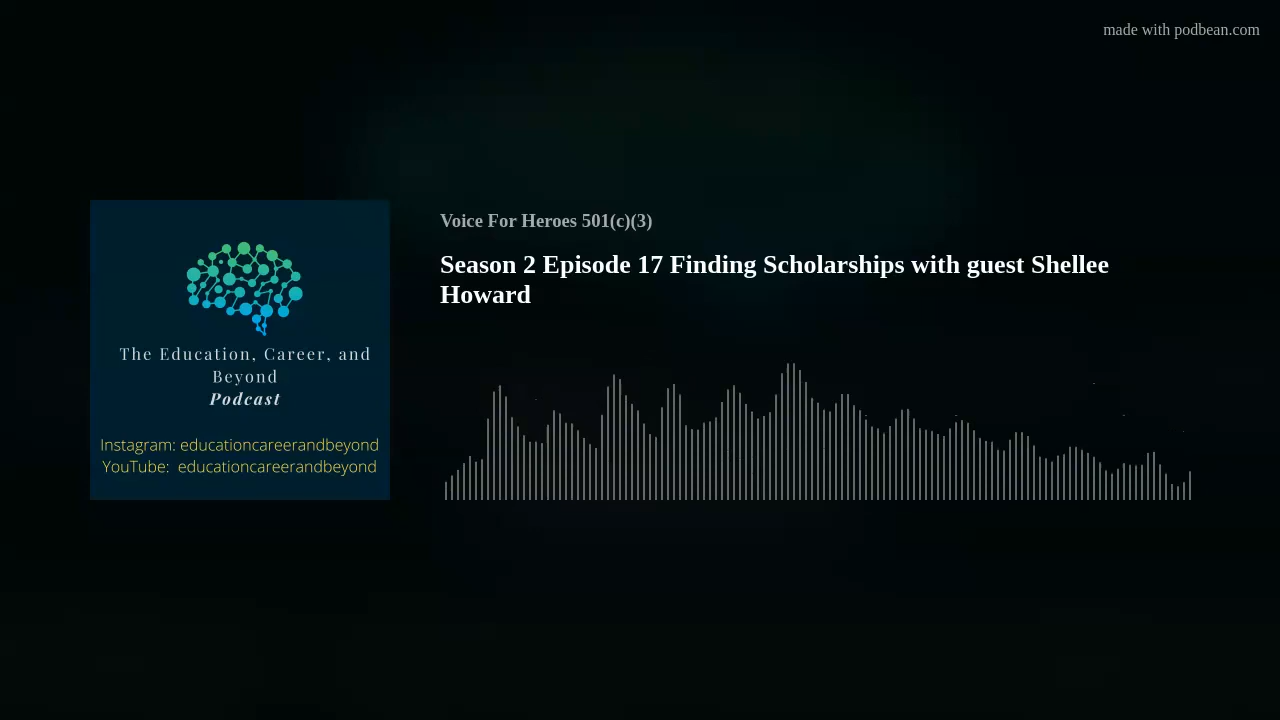 made with podbean.com
Voice For Heroes 501(c)(3)
Season 2 Episode 17 Finding Scholarships with guest Shellee
Howard
The Education, Career, and
Beyond
Podcast
Instagram: educationcareerandbeyond
YouTube: educationcareerandbeyond